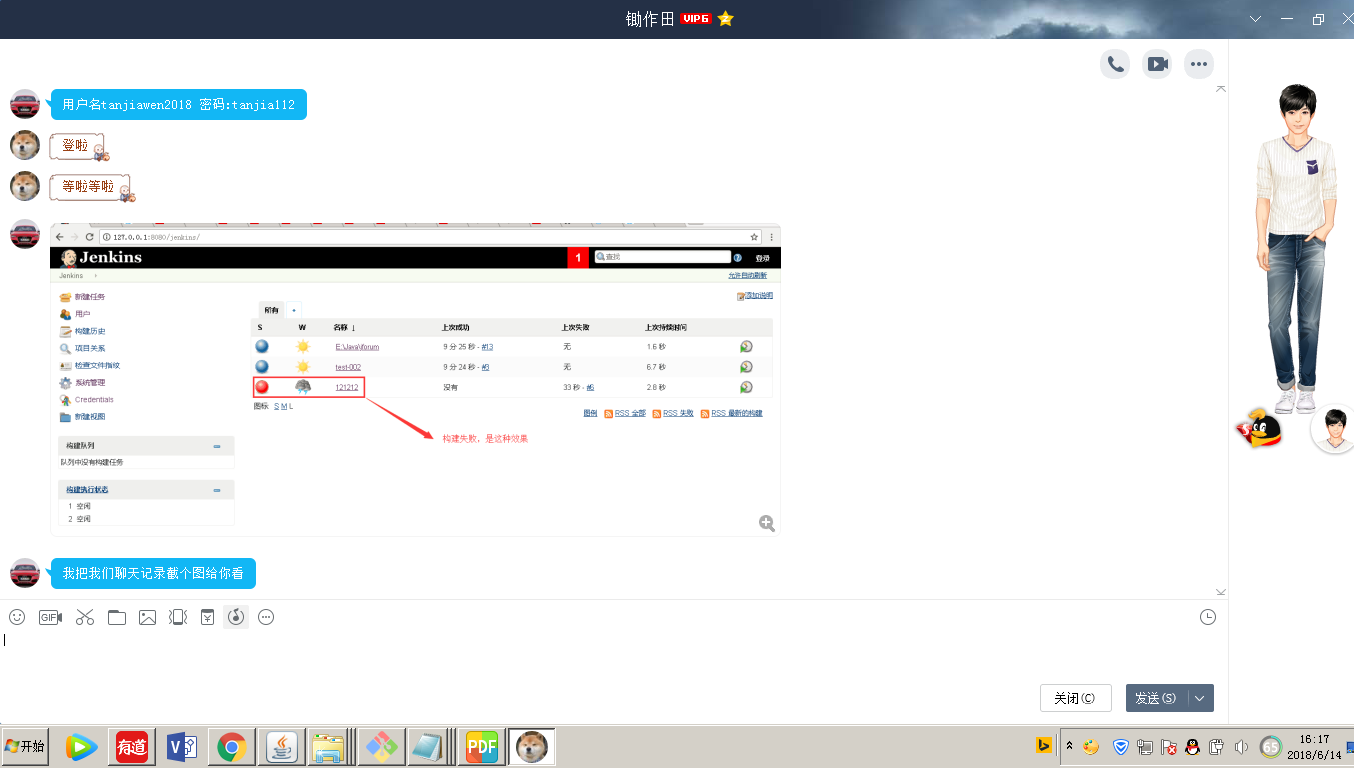 锄作田 VIP6
用户名tanjiawen2018 密码:tanjia112
登啦
等啦等啦
127.0.0.1:8080/jenkins/
Jenkins
1
查找
登录
Jenkins
允许自动刷新
新建任务
用户
构建历史
项目关系
检查文件指纹
系统管理
Credentials
新建视图
构建队列
队列中没有构建任务
构建执行状态
1 空闲
2 空闲
添加说明
所有 +
S W 名称 ↓ 上次成功 上次失败 上次持续时间
E:\Java\forum 9 分 25 秒 - #13 无 1.6 秒
test-002 9 分 24 秒 - #3 无 6.7 秒
121212 没有 33 秒 - #6 2.8 秒
图标: S M L
图例 RSS 全部 RSS 失败 RSS 最新的构建
构建失败，是这种效果
我把我们聊天记录截个图给你看
GIF
关闭(C) 发送(S)
开始
有道
PDF
65
16:17
2018/6/14